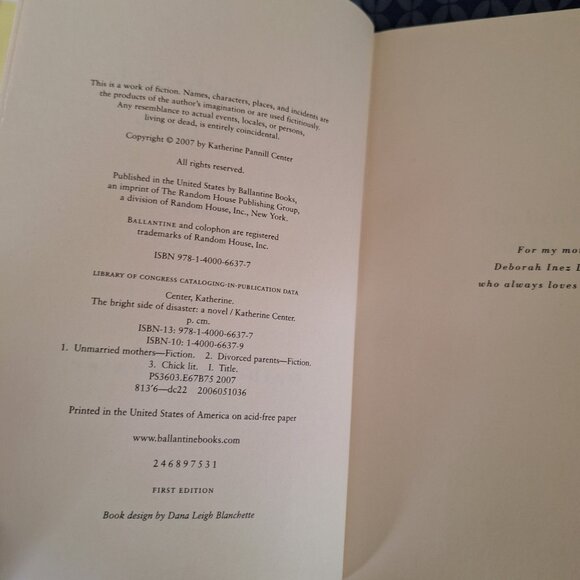 This is a work of fiction. Names, characters, places, and incidents are
the products of the author's imagination or are used fictitiously.
Any resemblance to actual events, locales, or persons,
living or dead, is entirely coincidental.
Copyright © 2007 by Katherine Pannill Center
All rights reserved.
Published in the United States by Ballantine Books,
an imprint of The Random House Publishing Group,
a division of Random House, Inc., New York.
BALLANTINE and colophon are registered
trademarks of Random House, Inc.
ISBN 978-1-4000-6637-7
LIBRARY OF CONGRESS CATALOGING-IN-PUBLICATION DATA
Center, Katherine.
The bright side of disaster: a novel / Katherine Center.
p. cm.
ISBN-13: 978-1-4000-6637-7
ISBN-10: 1-4000-6637-9
1. Unmarried mothers—Fiction. 2. Divorced parents—Fiction.
3. Chick lit. I. Title.
PS3603.E67B75 2007
813'6—dc22 2006051036
Printed in the United States of America on acid-free paper
www.ballantinebooks.com
2 4 6 8 9 7 5 3 1
FIRST EDITION
Book design by Dana Leigh Blanchette
For my
Deborah Inez
who always loves